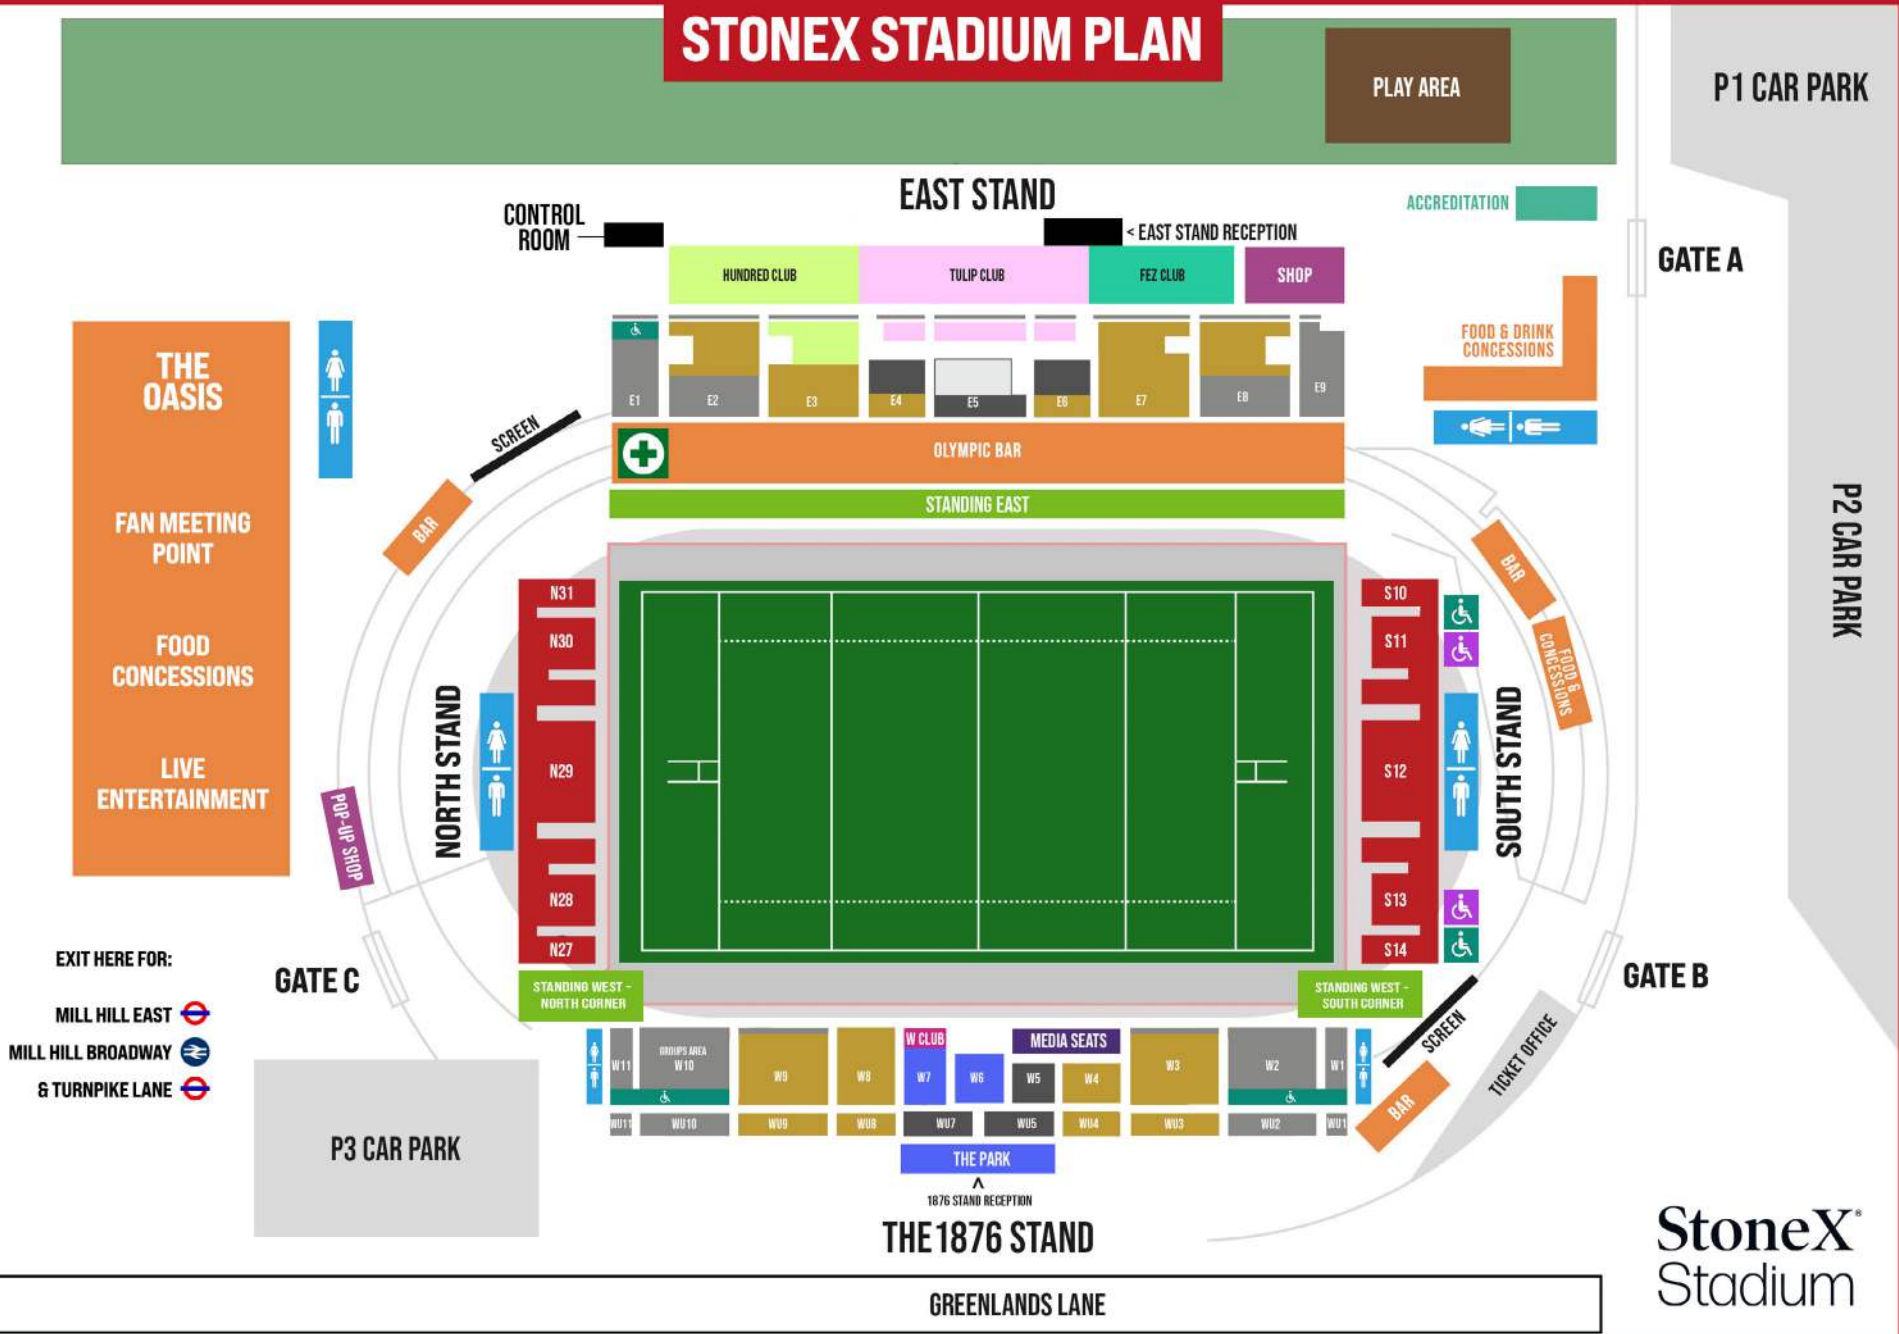 STONEX STADIUM PLAN
PLAY AREA
P1 CAR PARK
EAST STAND
ACCREDITATION
CONTROL
ROOM
< EAST STAND RECEPTION
GATE A
HUNDRED CLUB
TULIP CLUB
FEZ CLUB
SHOP
FOOD & DRINK
CONCESSIONS
THE
OASIS
E1
E2
E3
E4
E5
E6
E7
E8
E9
SCREEN
OLYMPIC BAR
STANDING EAST
BAR
BAR
P2 CAR PARK
FAN MEETING
POINT
FOOD
CONCESSIONS
LIVE
ENTERTAINMENT
POP-UP SHOP
NORTH STAND
N31
N30
N29
N28
N27
S10
S11
S12
S13
S14
SOUTH STAND
FOOD &
CONCESSIONS
EXIT HERE FOR:
MILL HILL EAST
MILL HILL BROADWAY
& TURNPIKE LANE
GATE C
GATE B
STANDING WEST -
NORTH CORNER
STANDING WEST -
SOUTH CORNER
SCREEN
TICKET OFFICE
BAR
W11
GROUPS AREA
W10
W9
W8
W CLUB
W7
W6
MEDIA SEATS
W5
W4
W3
W2
W1
WU11
WU10
WU9
WU8
WU7
WU5
WU4
WU3
WU2
WU1
P3 CAR PARK
THE PARK
1876 STAND RECEPTION
THE 1876 STAND
GREENLANDS LANE
StoneX®
Stadium